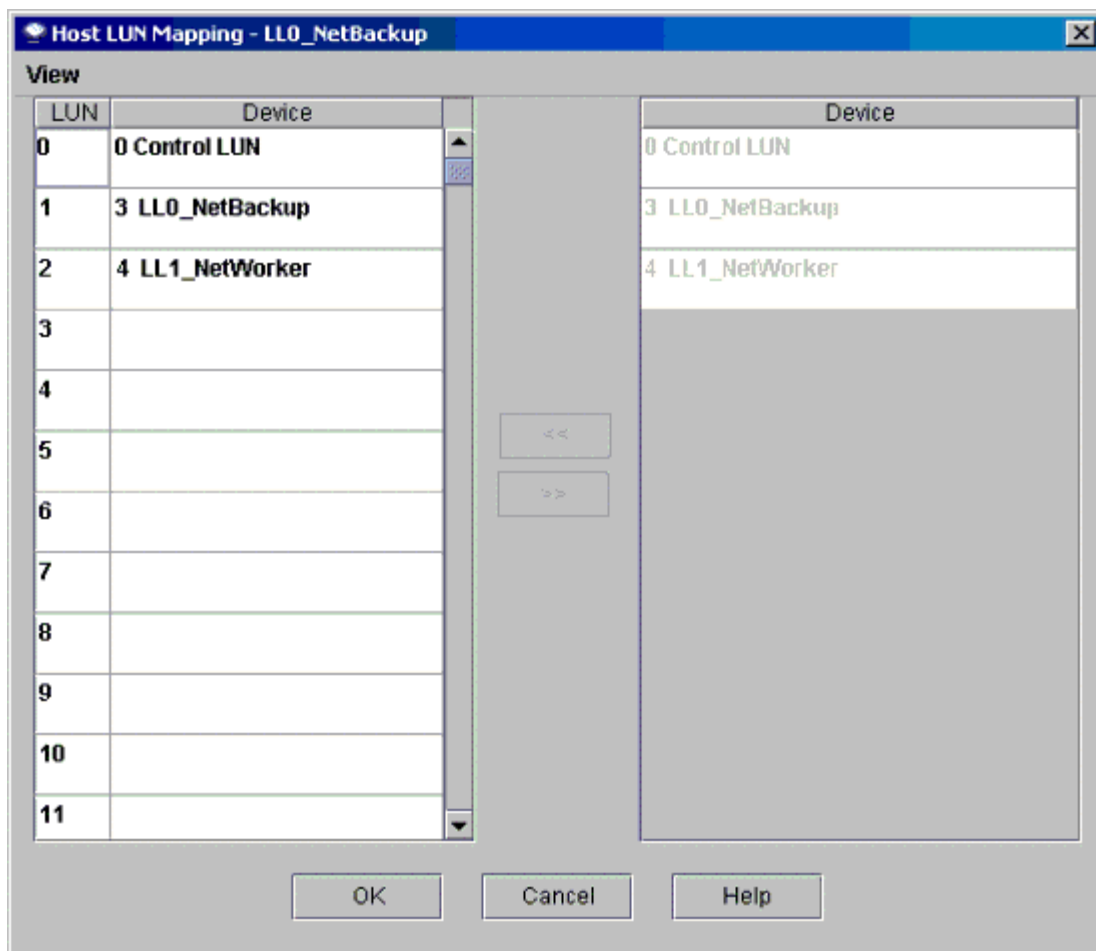 Host LUN Mapping - LL0_NetBackup
View
LUN Device
0 0 Control LUN
1 3 LL0_NetBackup
2 4 LL1_NetWorker
3
4
5
6
7
8
9
10
11
<<
>>
Device
0 Control LUN
3 LL0_NetBackup
4 LL1_NetWorker
OK Cancel Help